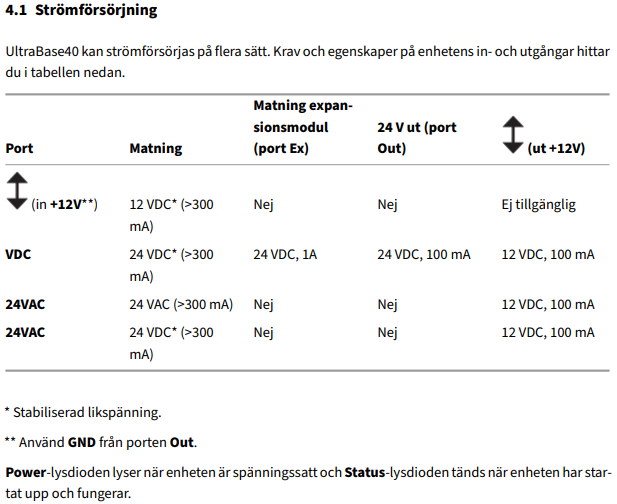 4.1 Strömförsörjning
UltraBase40 kan strömförsörjas på flera sätt. Krav och egenskaper på enhetens in- och utgångar hittar
du i tabellen nedan.
Port Matning Matning expan-
sionsmodul
(port Ex) 24 V ut (port
Out) (ut +12V)
(in +12V**) 12 VDC* (>300
mA) Nej Nej Ej tillgänglig
VDC 24 VDC* (>300
mA) 24 VDC, 1A 24 VDC, 100 mA 12 VDC, 100 mA
24VAC 24 VAC (>300 mA) Nej Nej 12 VDC, 100 mA
24VAC 24 VDC* (>300
mA) Nej Nej 12 VDC, 100 mA
* Stabiliserad likspänning.
** Använd GND från porten Out.
Power-lysdioden lyser när enheten är spänningssatt och Status-lysdioden tänds när enheten har star-
tat upp och fungerar.